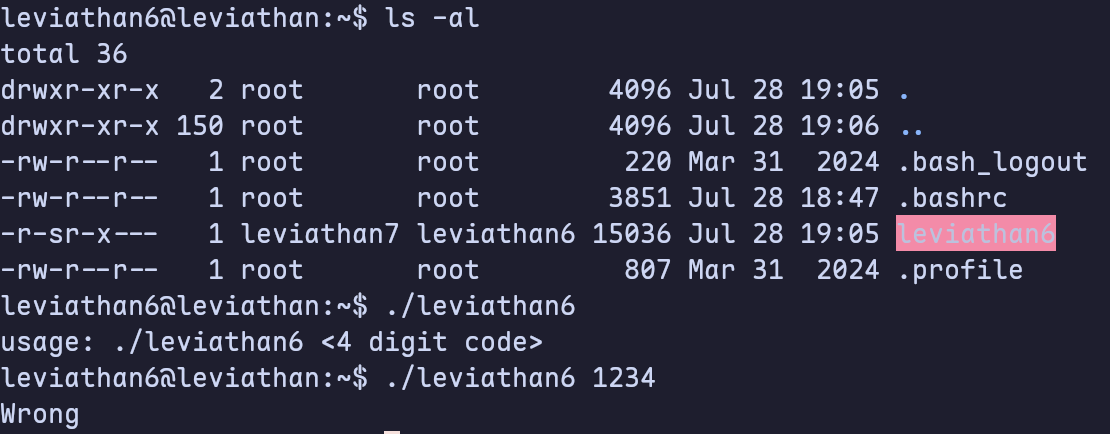 leviathan6@leviathan:~$ ls -al
total 36
drwxr-xr-x   2 root       root        4096 Jul 28 19:05 .
drwxr-xr-x 150 root       root        4096 Jul 28 19:06 ..
-rw-r--r--   1 root       root         220 Mar 31  2024 .bash_logout
-rw-r--r--   1 root       root        3851 Jul 28 18:47 .bashrc
-r-sr-x---   1 leviathan7 leviathan6 15036 Jul 28 19:05 leviathan6
-rw-r--r--   1 root       root         807 Mar 31  2024 .profile
leviathan6@leviathan:~$ ./leviathan6
usage: ./leviathan6 <4 digit code>
leviathan6@leviathan:~$ ./leviathan6 1234
Wrong